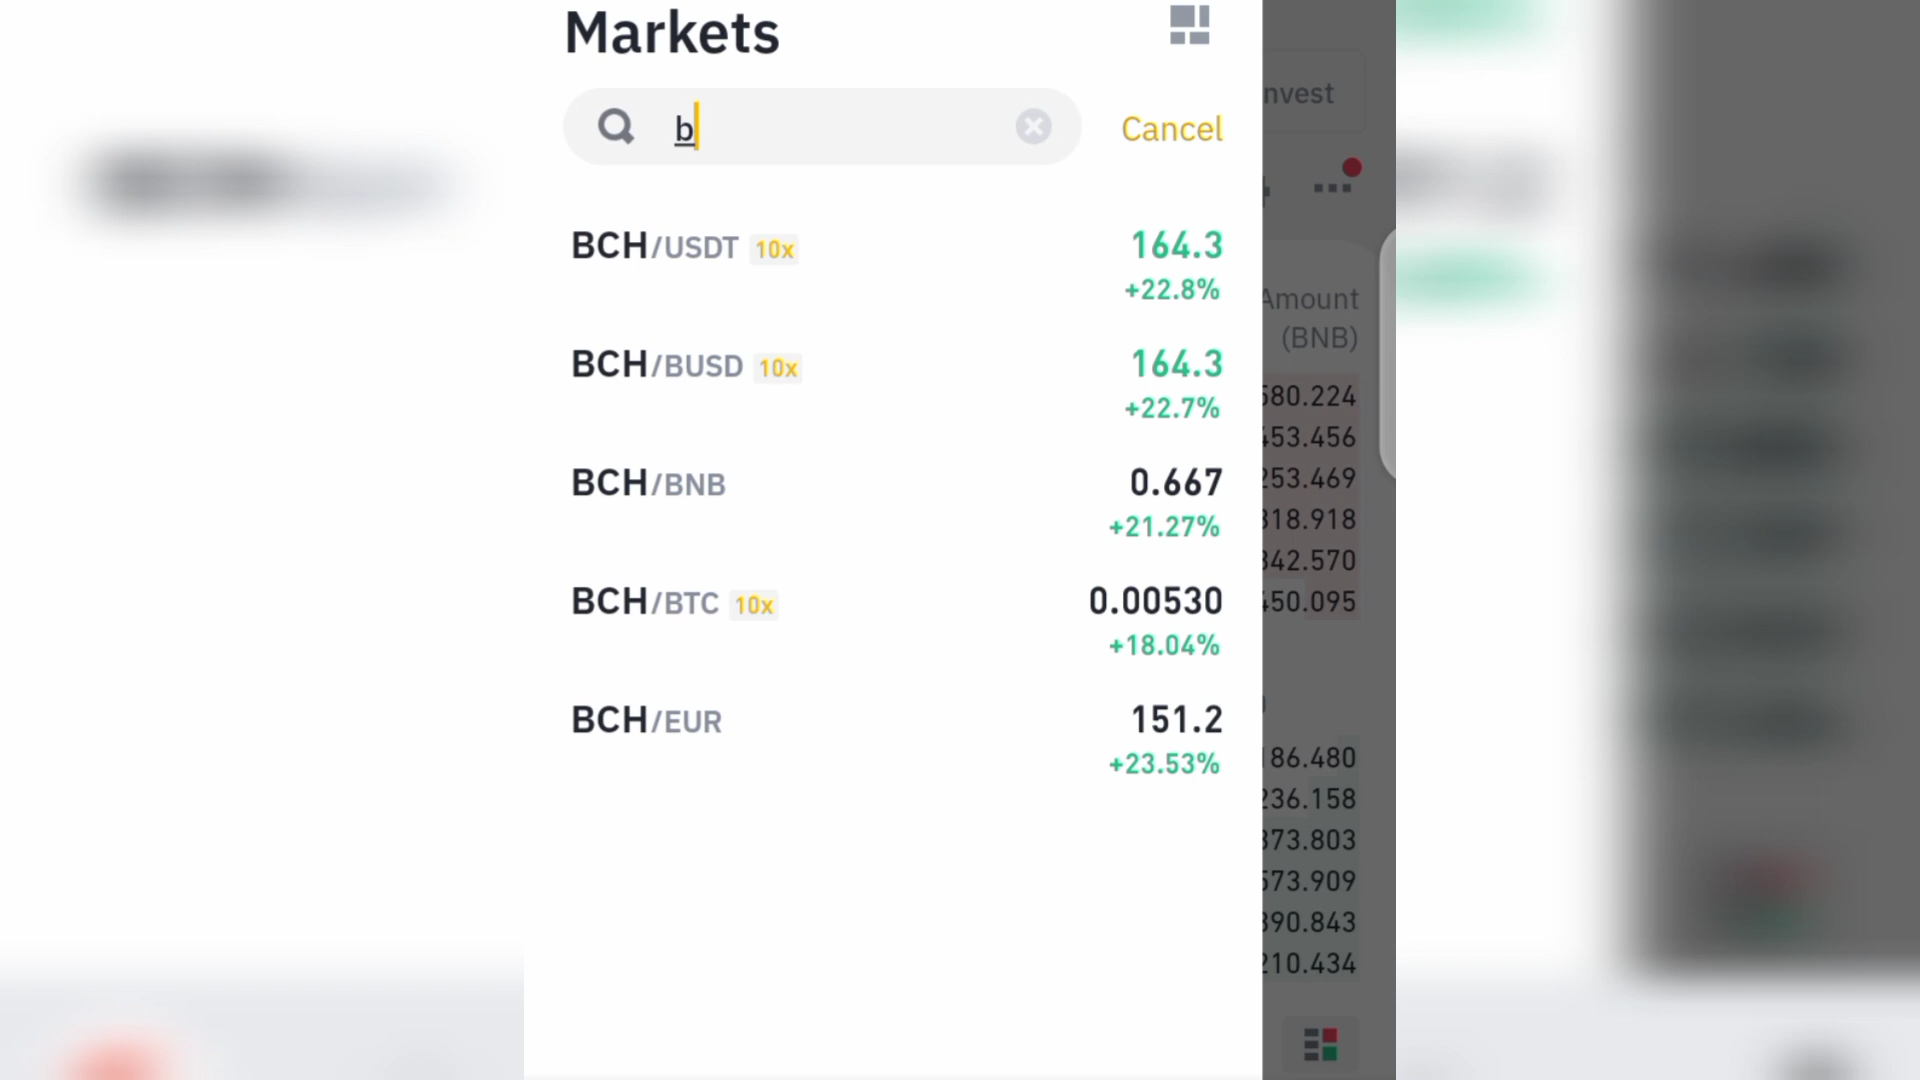 Markets
b
Cancel
BCH/USDT 10x
164.3
+22.8%
BCH/BUSD 10x
164.3
+22.7%
BCH/BNB
0.667
+21.27%
BCH/BTC 10x
0.00530
+18.04%
BCH/EUR
151.2
+23.53%
nvest
Amount
(BNB)
580.224
453.456
253.469
318.918
342.570
450.095
186.480
236.158
373.803
573.909
390.843
210.434